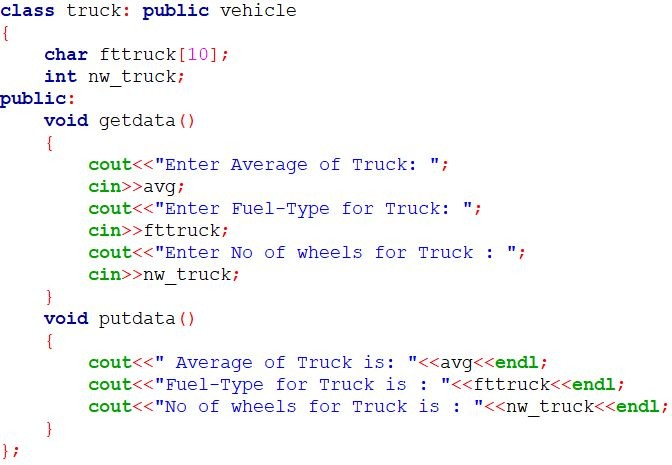 class truck: public vehicle
{
    char fttruck[10];
    int nw_truck;
public:
    void getdata()
    {
        cout<<"Enter Average of Truck: ";
        cin>>avg;
        cout<<"Enter Fuel-Type for Truck: ";
        cin>>fttruck;
        cout<<"Enter No of wheels for Truck : ";
        cin>>nw_truck;
    }
    void putdata()
    {
        cout<<" Average of Truck is: "<<avg<<endl;
        cout<<"Fuel-Type for Truck is : "<<fttruck<<endl;
        cout<<"No of wheels for Truck is : "<<nw_truck<<endl;
    }
};